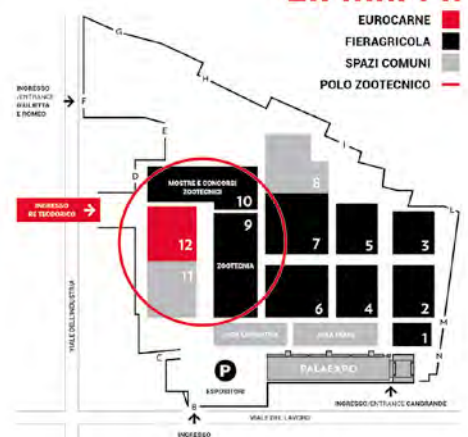 EUROCARNE
FIERAGRICOLA
SPAZI COMUNI
POLO ZOOTECNICO
G
H
INGRESSO
/ENTRANCE
GIULIETTA
E ROMEO
F
E
I
D
MOSTRE E CONCORSI
ZOOTECNICI
10
8
INGRESSO
RE TEODORICO
L
12
9
7
5
3
ZOOTECNIA
11
6
4
2
M
VIALE DELL'INDUSTRIA
1
N
C
P
ESPOSITORI
PALAEXPO
INGRESSO/ENTRANCE CANGRANDE
B
VIALE DEL LAVORO
INGRESSO